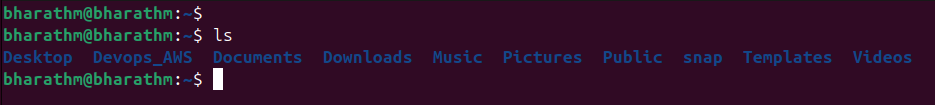 bharathm@bharathm:~$
bharathm@bharathm:~$ ls
Desktop  Devops_AWS  Documents  Downloads  Music  Pictures  Public  snap  Templates  Videos
bharathm@bharathm:~$